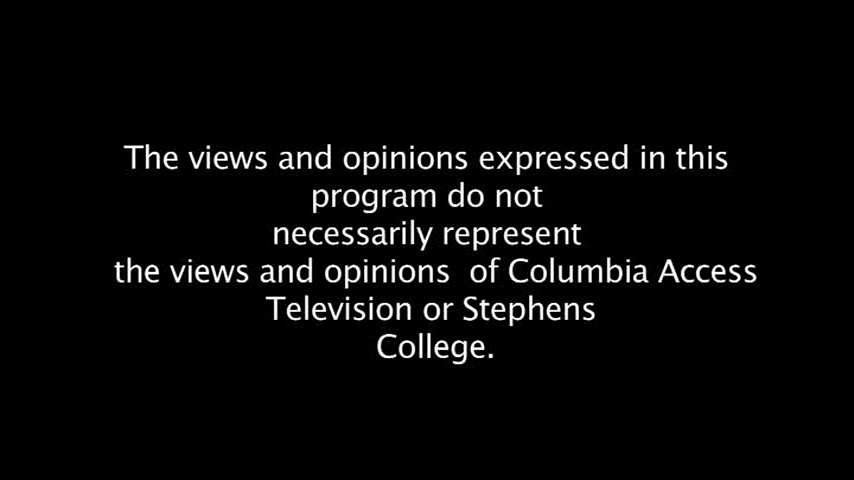 The views and opinions expressed in this
program do not
necessarily represent
the views and opinions  of Columbia Access
Television or Stephens
College.